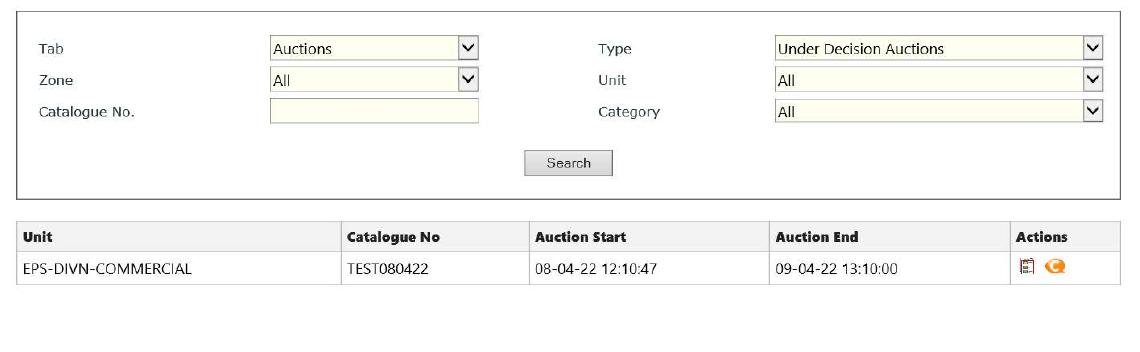 Tab Auctions Type Under Decision Auctions
Zone All Unit All
Catalogue No. Category All
Search
Unit Catalogue No Auction Start Auction End Actions
EPS-DIVN-COMMERCIAL TEST080422 08-04-22 12:10:47 09-04-22 13:10:00 C